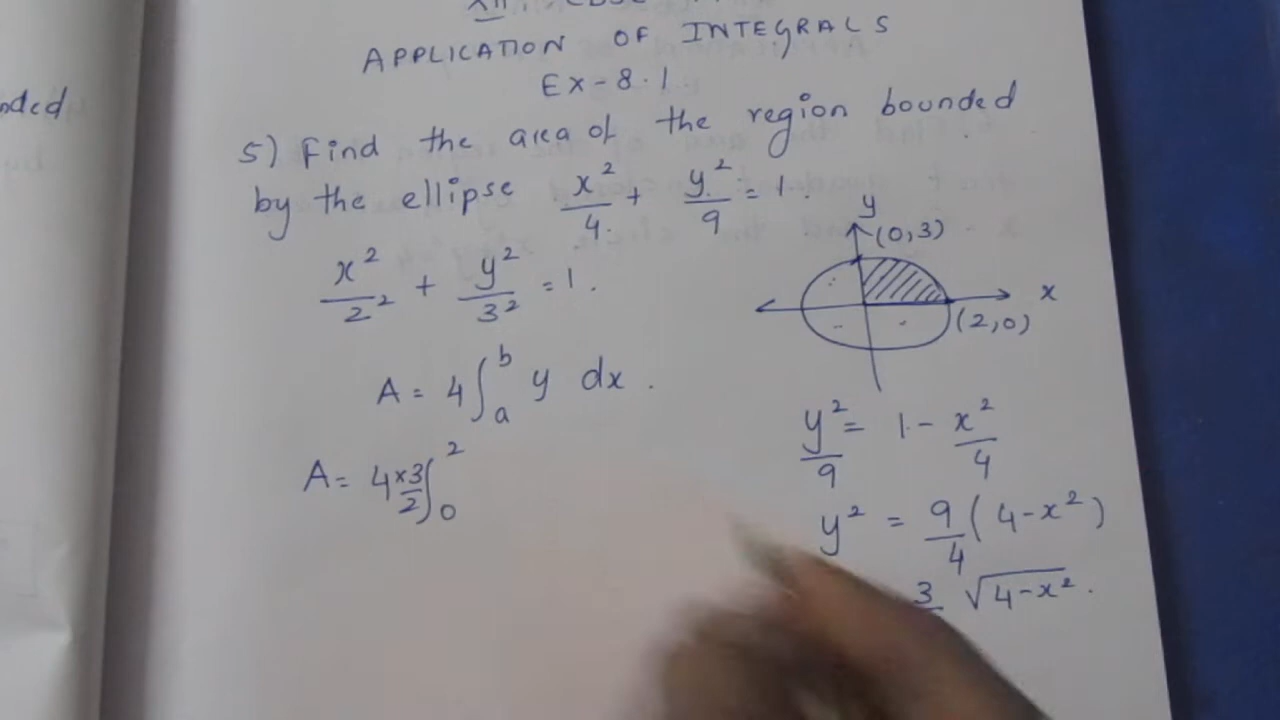 APPLICATION OF INTEGRALS
EX-8.1
5) Find the area of the region bounded
by the ellipse x²/4 + y²/9 = 1.
x²/2² + y²/3² = 1.
A = 4∫ₐᵇ y dx.
A = 4×3/2 ∫₀²
y
(0,3)
x
(2,0)
y²/9 = 1 - x²/4
y² = 9/4 (4-x²)
3 √4-x².
nded